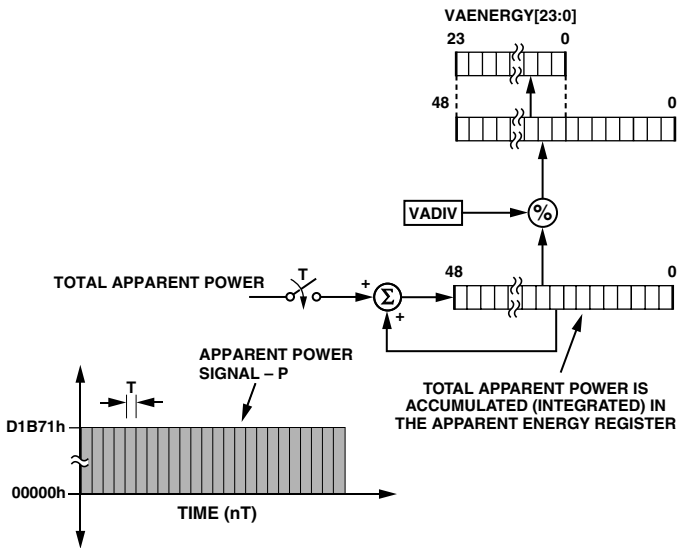 VAENERGY[23:0]
23 0
48 0
VADIV
%
TOTAL APPARENT POWER
T
+
Σ
+
48 0
APPARENT POWER
SIGNAL – P
T
D1B71h
00000h
TIME (nT)
TOTAL APPARENT POWER IS
ACCUMULATED (INTEGRATED) IN
THE APPARENT ENERGY REGISTER